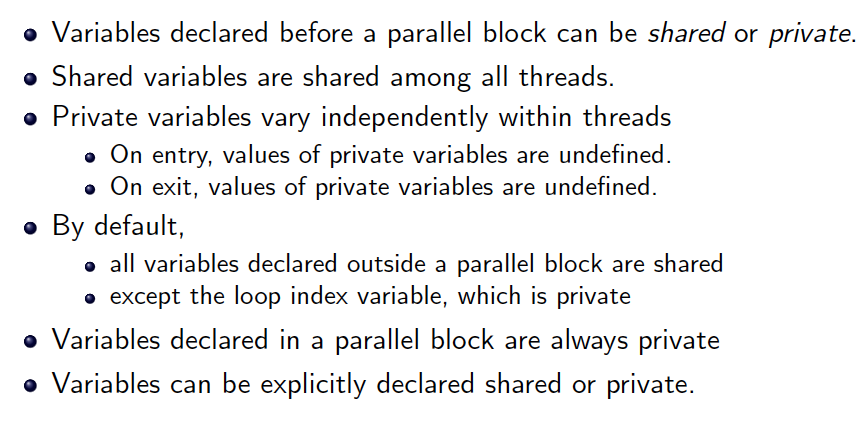 Variables declared before a parallel block can be shared or private.
Shared variables are shared among all threads.
Private variables vary independently within threads
On entry, values of private variables are undefined.
On exit, values of private variables are undefined.
By default,
all variables declared outside a parallel block are shared
except the loop index variable, which is private
Variables declared in a parallel block are always private
Variables can be explicitly declared shared or private.